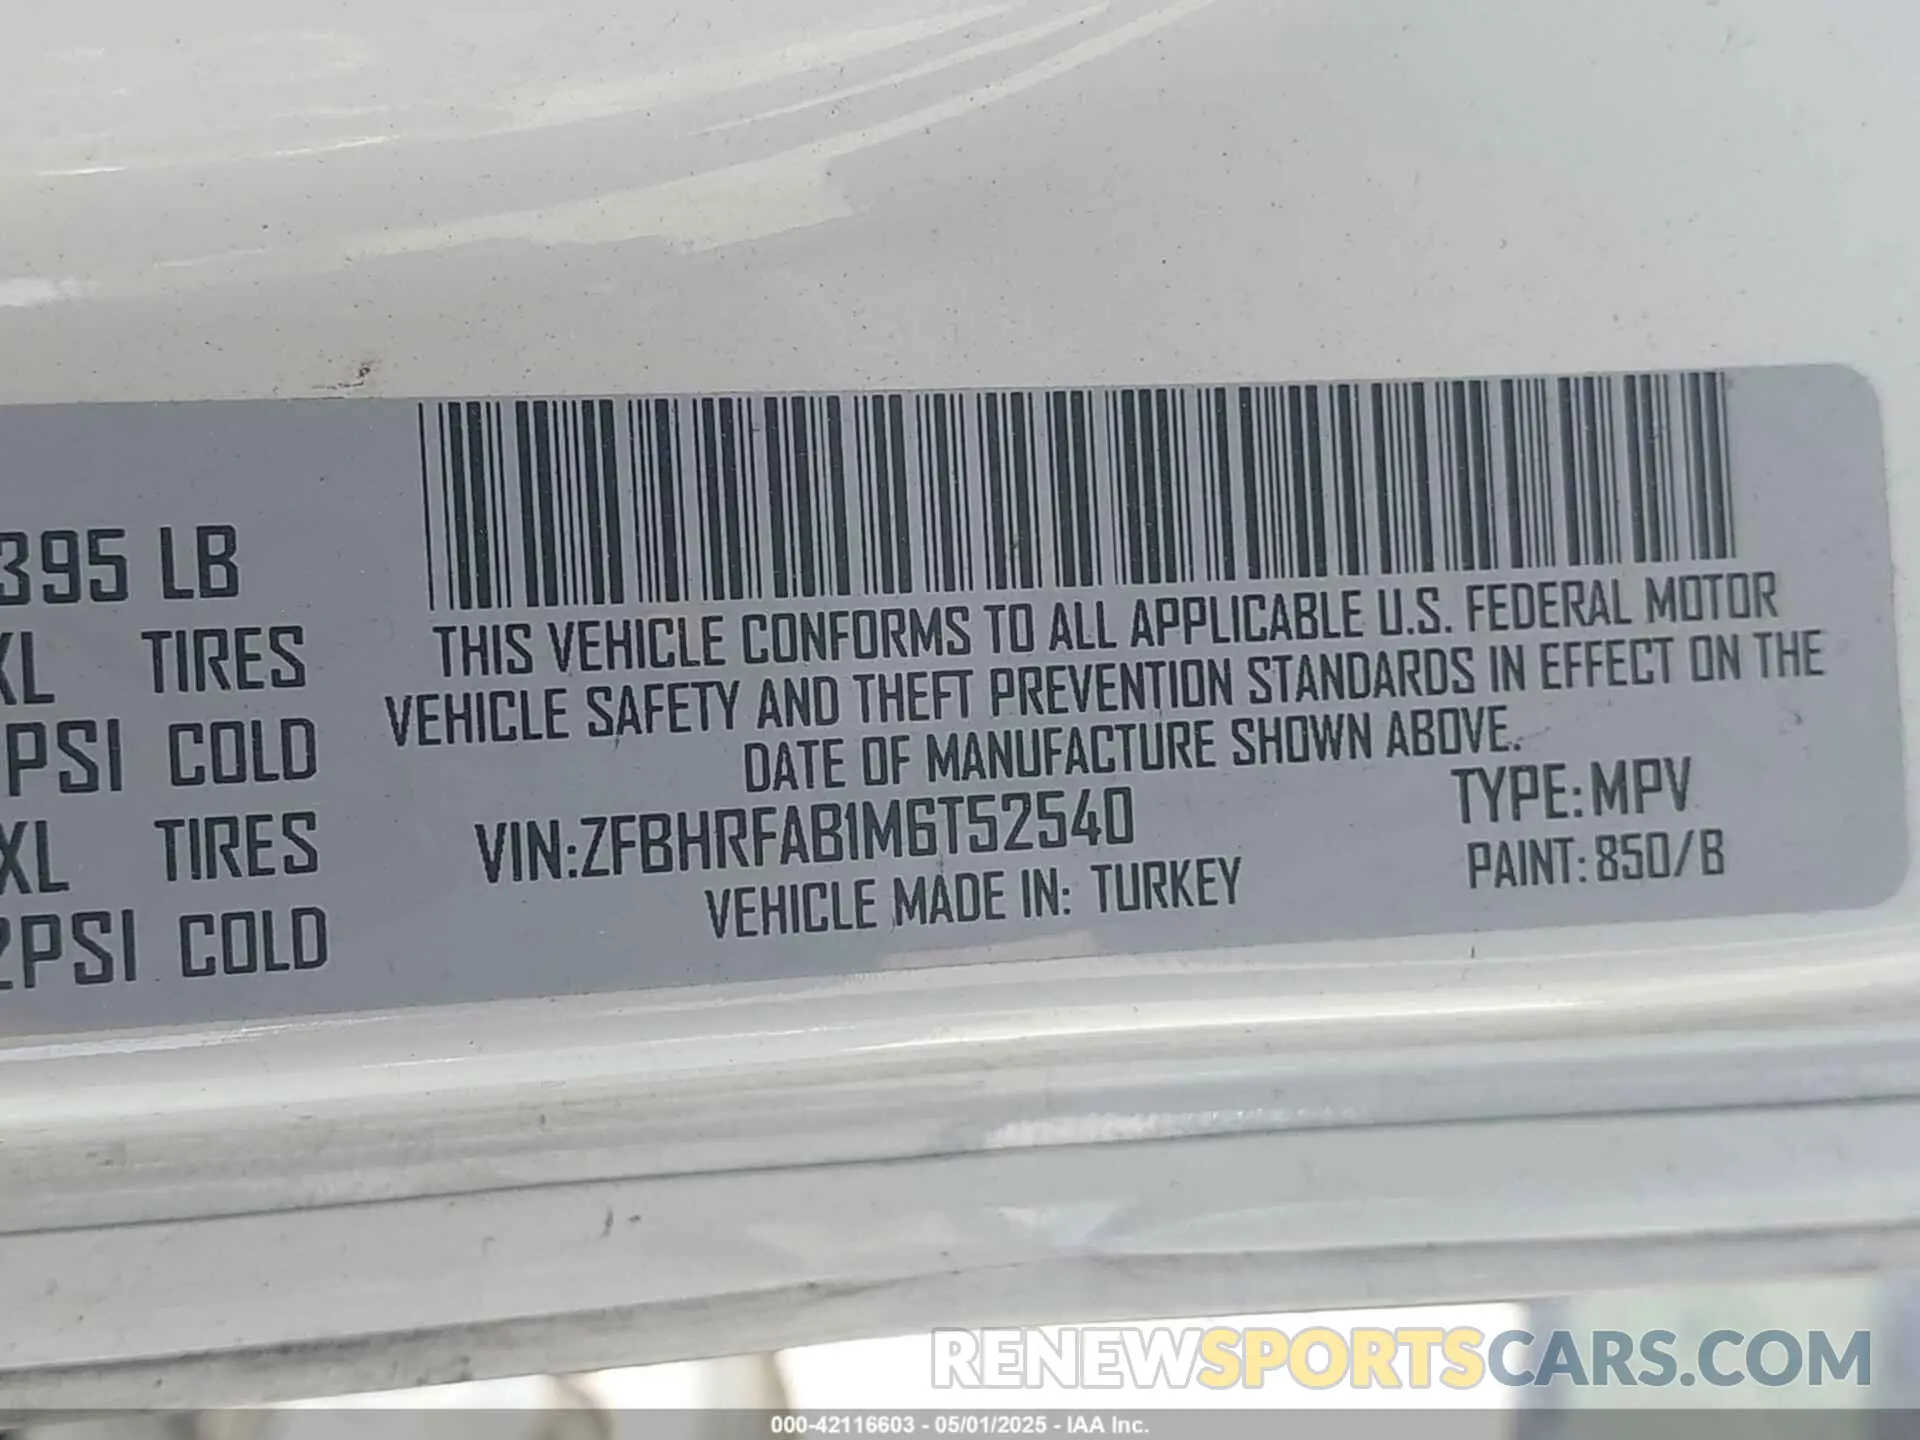 395 LB
XL TIRES
PSI COLD
XL TIRES
2PSI COLD
THIS VEHICLE CONFORMS TO ALL APPLICABLE U.S. FEDERAL MOTOR
VEHICLE SAFETY AND THEFT PREVENTION STANDARDS IN EFFECT ON THE
DATE OF MANUFACTURE SHOWN ABOVE.
VIN:ZFBHRFAB1M6T52540
TYPE: MPV
VEHICLE MADE IN: TURKEY
PAINT: 850/B
RENEWSPORTSCARS.COM
000-42116603 - 05/01/2025 - IAA Inc.